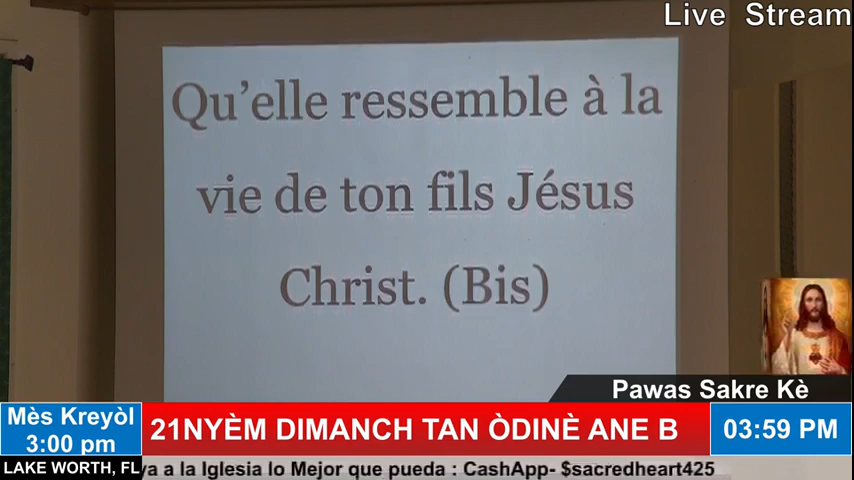 Live Stream
Qu'elle ressemble à la
vie de ton fils Jésus
Christ. (Bis)
Pawas Sakre Kè
Mès Kreyòl
3:00 pm
21NYÈM DIMANCH TAN ÒDINÈ ANE B
03:59 PM
LAKE WORTH, FL
ya a la Iglesia lo Mejor que pueda : CashApp- $sacredheart425